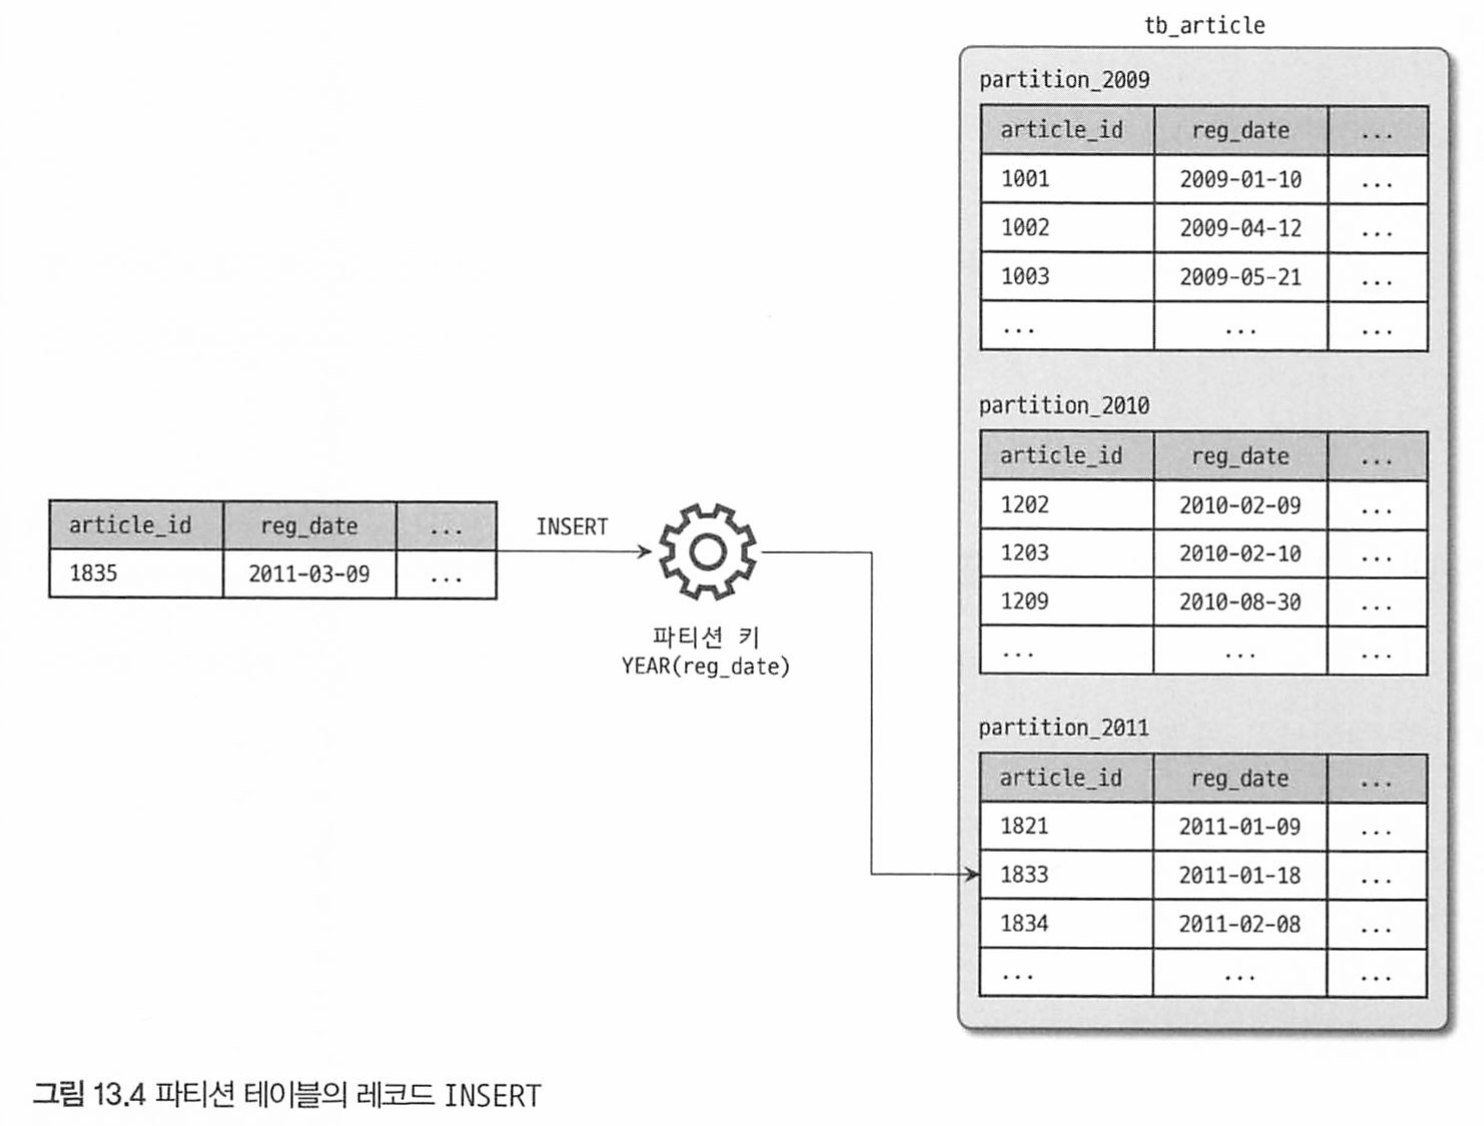 tb_article
partition_2009
article_id reg_date ...
1001 2009-01-10 ...
1002 2009-04-12 ...
1003 2009-05-21 ...
... ... ...
partition_2010
article_id reg_date ...
1202 2010-02-09 ...
1203 2010-02-10 ...
1209 2010-08-30 ...
... ... ...
article_id reg_date ...
1835 2011-03-09 ...
INSERT
파티션 키
YEAR(reg_date)
partition_2011
article_id reg_date ...
1821 2011-01-09 ...
1833 2011-01-18 ...
1834 2011-02-08 ...
... ... ...
그림 13.4 파티션 테이블의 레코드 INSERT